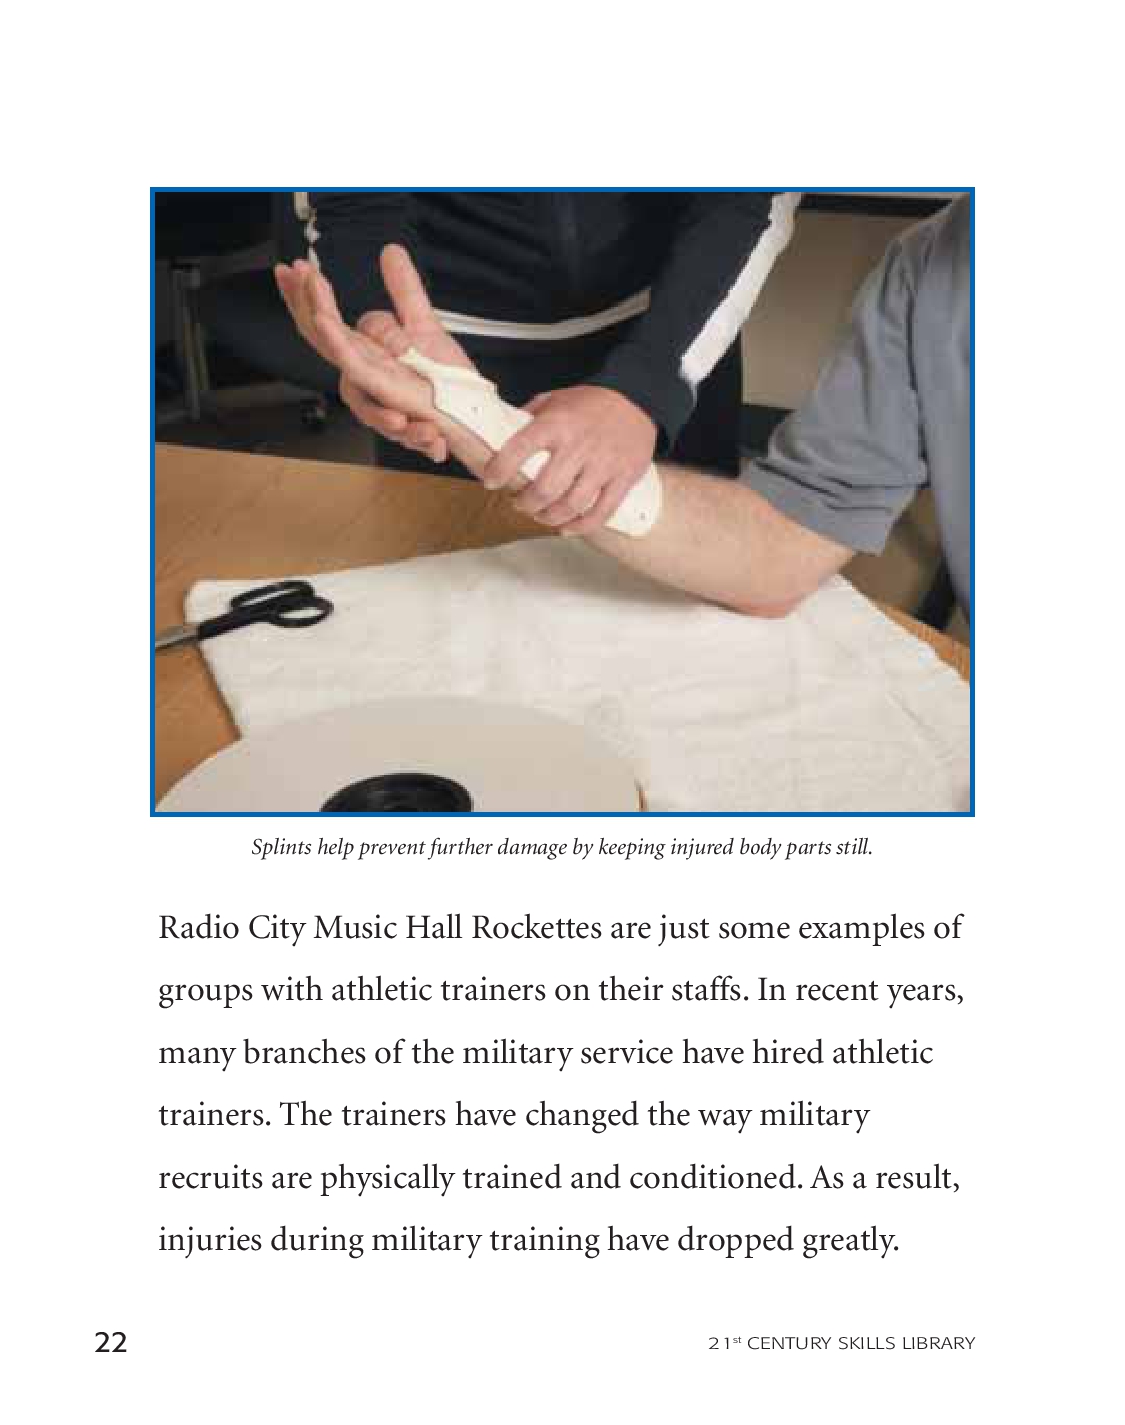 Splints help prevent further damage by keeping injured body parts still.
Radio City Music Hall Rockettes are just some examples of
groups with athletic trainers on their staffs. In recent years,
many branches of the military service have hired athletic
trainers. The trainers have changed the way military
recruits are physically trained and conditioned. As a result,
injuries during military training have dropped greatly.
22
21st CENTURY SKILLS LIBRARY